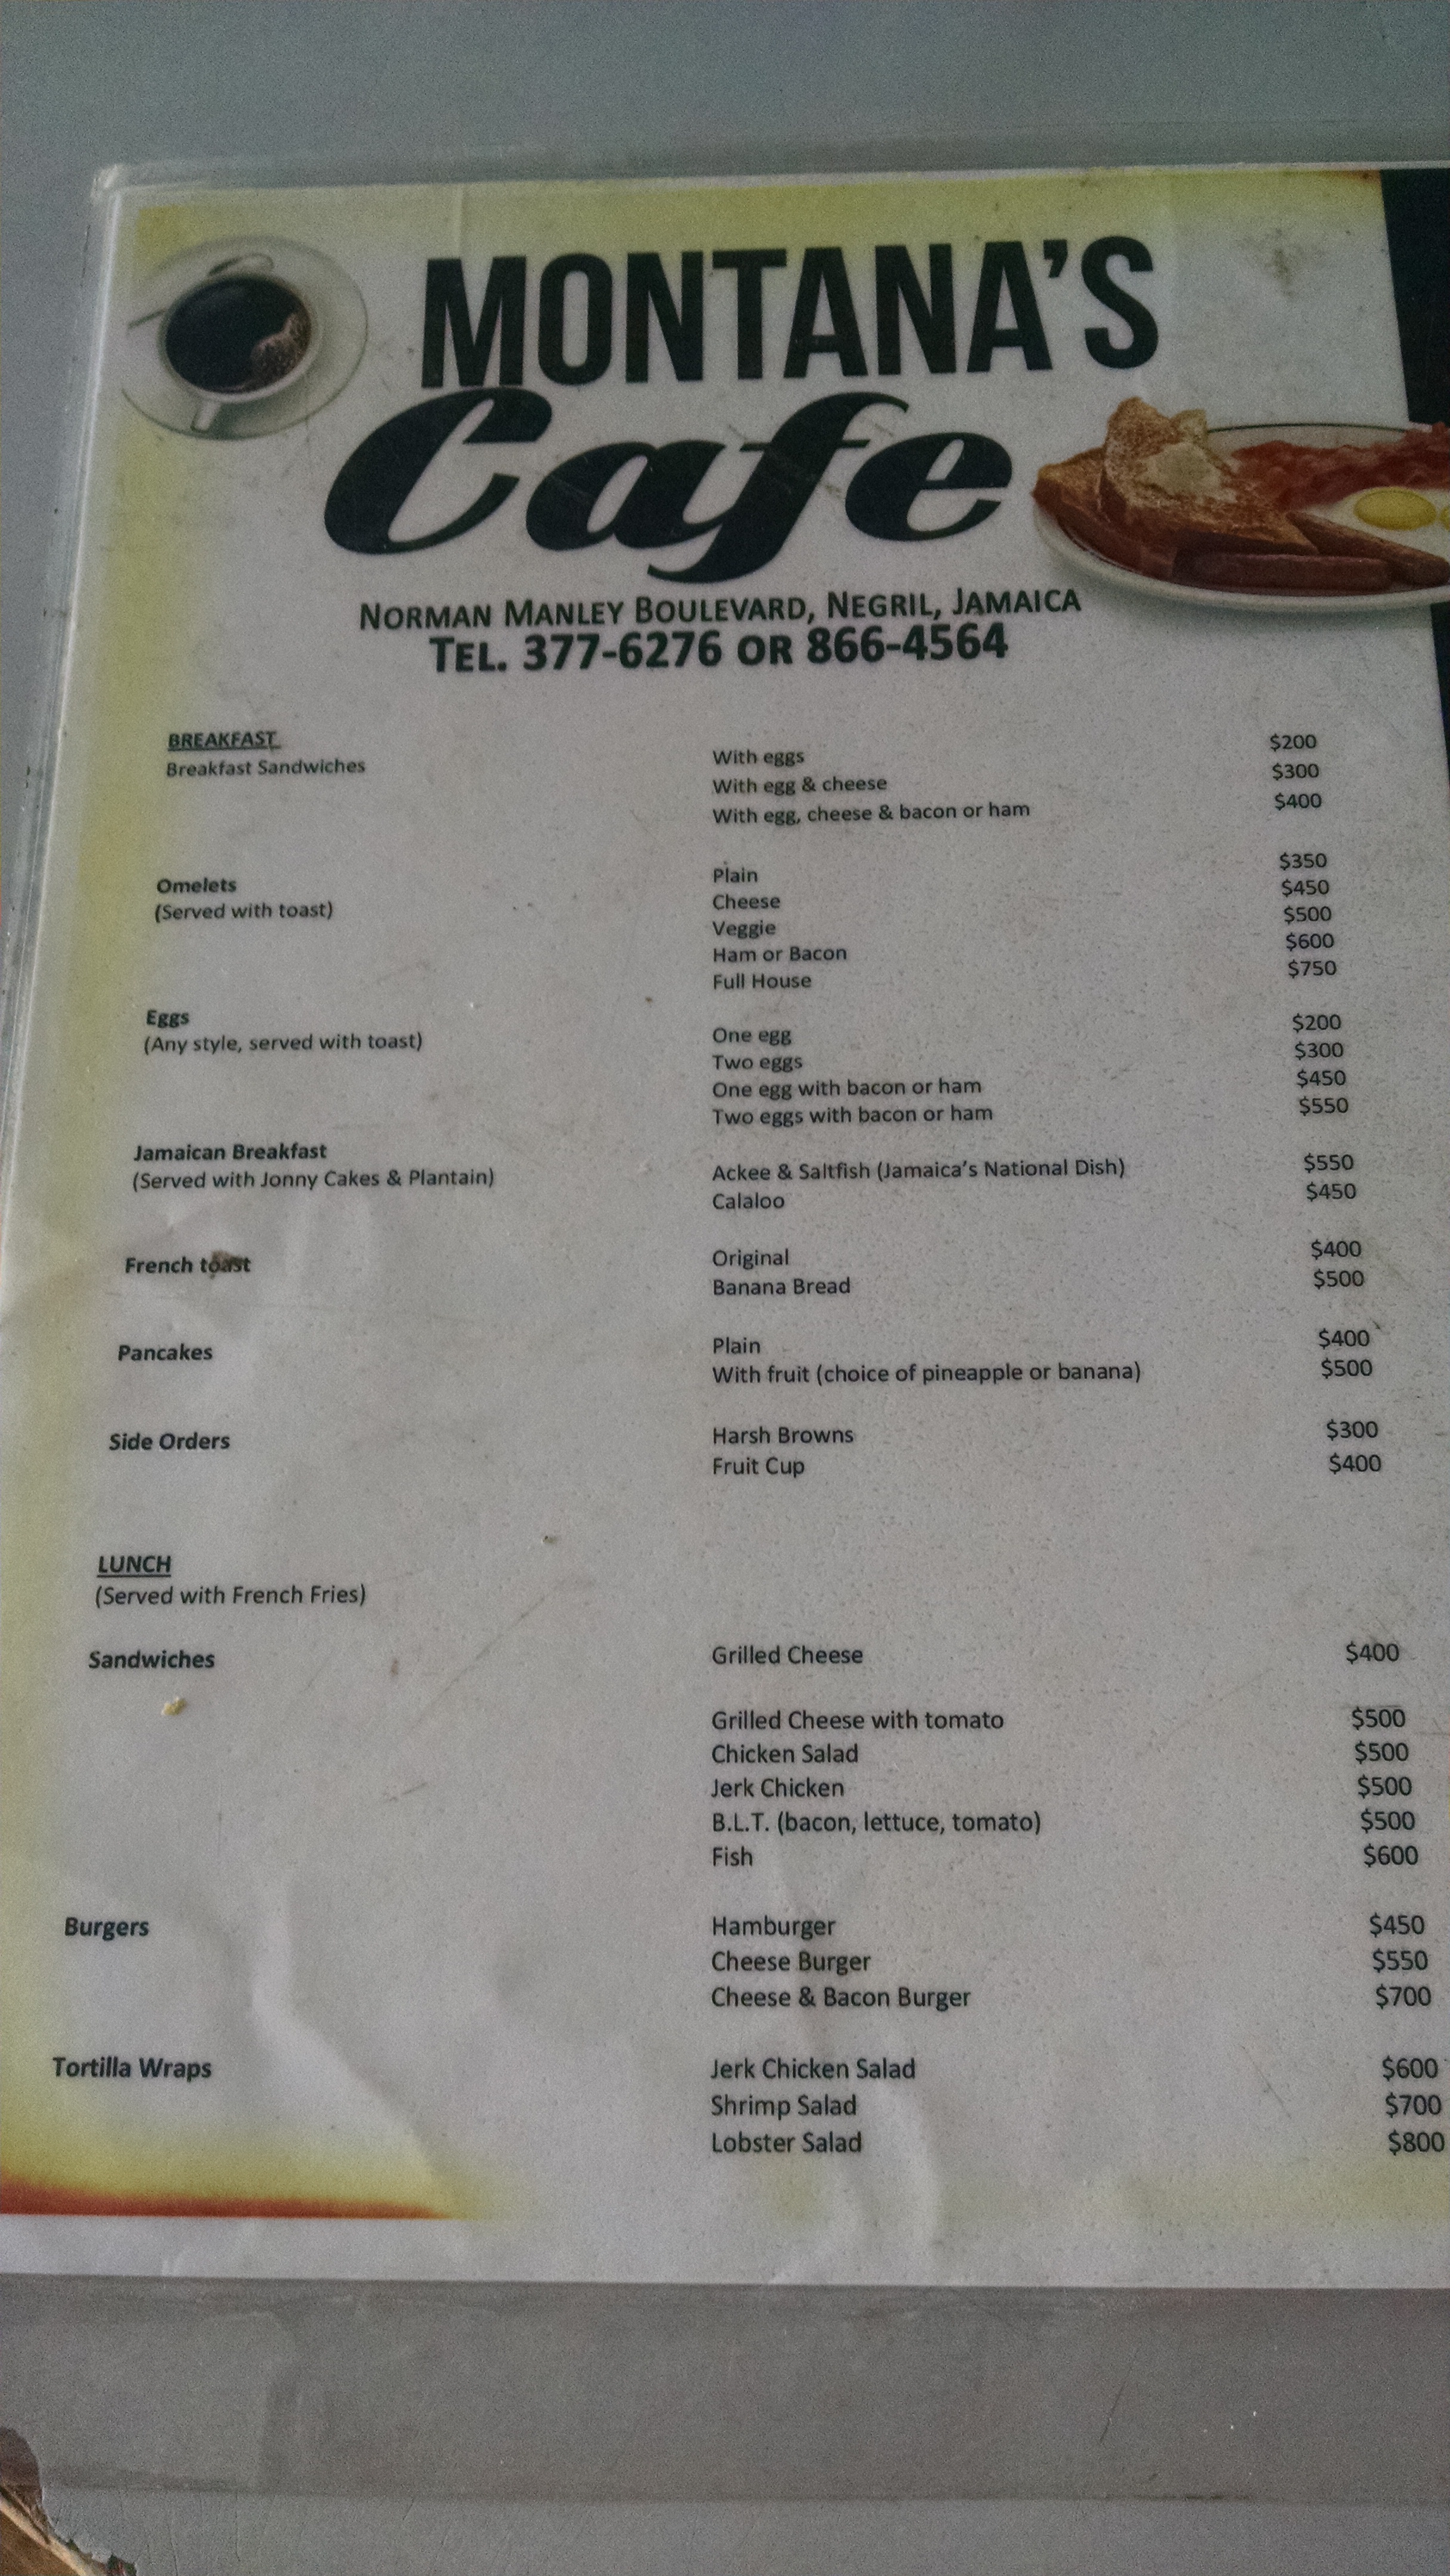 MONTANA'S
Cafe
NORMAN MANLEY BOULEVARD, NEGRIL, JAMAICA
TEL. 377-6276 OR 866-4564
BREAKFAST
Breakfast Sandwiches
With eggs $200
With egg & cheese $300
With egg, cheese & bacon or ham $400
Omelets
(Served with toast)
Plain $350
Cheese $450
Veggie $500
Ham or Bacon $600
Full House $750
Eggs
(Any style, served with toast)
One egg $200
Two eggs $300
One egg with bacon or ham $450
Two eggs with bacon or ham $550
Jamaican Breakfast
(Served with Jonny Cakes & Plantain)
Ackee & Saltfish (Jamaica's National Dish) $550
Calaloo $450
French toast Original $400
Banana Bread $500
Pancakes Plain $400
With fruit (choice of pineapple or banana) $500
Side Orders Harsh Browns $300
Fruit Cup $400
LUNCH
(Served with French Fries)
Sandwiches Grilled Cheese $400
Grilled Cheese with tomato $500
Chicken Salad $500
Jerk Chicken $500
B.L.T. (bacon, lettuce, tomato) $500
Fish $600
Burgers Hamburger $450
Cheese Burger $550
Cheese & Bacon Burger $700
Tortilla Wraps Jerk Chicken Salad $600
Shrimp Salad $700
Lobster Salad $800